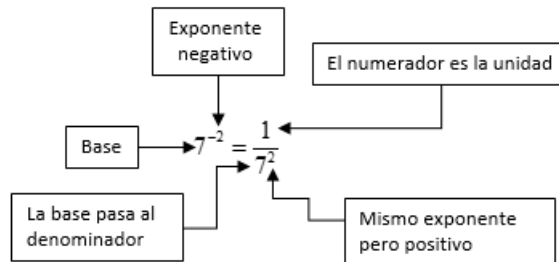 Exponente
negativo
El numerador es la unidad
Base
7⁻² = 1/7²
La base pasa al
denominador
Mismo exponente
pero positivo